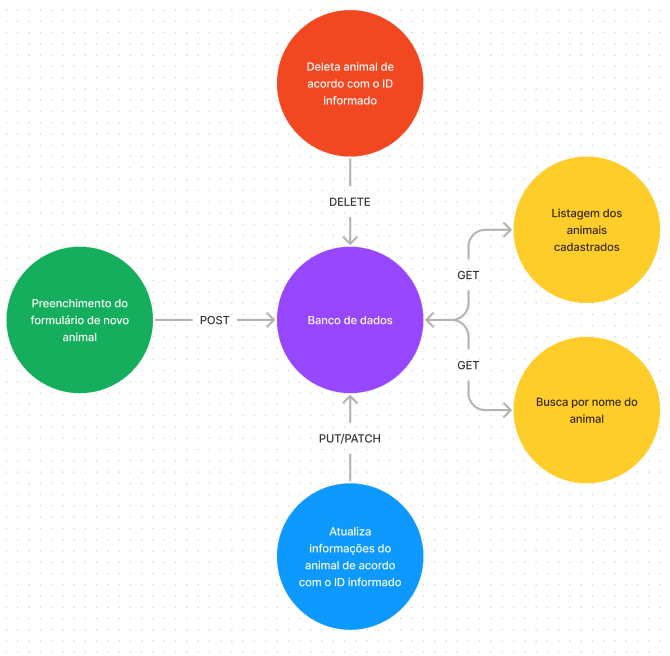 Deleta animal de
acordo com o ID
informado
DELETE
Listagem dos
animais
cadastrados
GET
Preenchimento do
formulário de novo
animal
POST
Banco de dados
GET
Busca por nome do
animal
PUT/PATCH
Atualiza
informações do
animal de acordo
com o ID informado